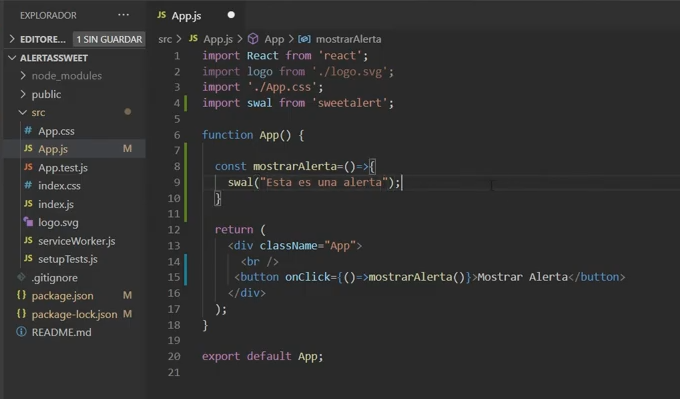 EXPLORADOR ...
EDITORE... 1 SIN GUARDAR
ALERTASSWEET
node_modules
public
src
# App.css
JS App.js M
JS App.test.js
# index.css
JS index.js
logo.svg
JS serviceWorker.js
JS setupTests.js
.gitignore
{} package.json M
{} package-lock.json M
README.md
JS App.js
src > JS App.js > App > mostrarAlerta
1 import React from 'react';
2 import logo from './logo.svg';
3 import './App.css';
4 import swal from 'sweetalert';
5
6 function App() {
7
8 const mostrarAlerta=()=>{
9 swal("Esta es una alerta");
10 }
11
12 return (
13 <div className="App">
14 <br />
15 <button onClick={()=>mostrarAlerta()}>Mostrar Alerta</button>
16 </div>
17 );
18 }
19
20 export default App;
21